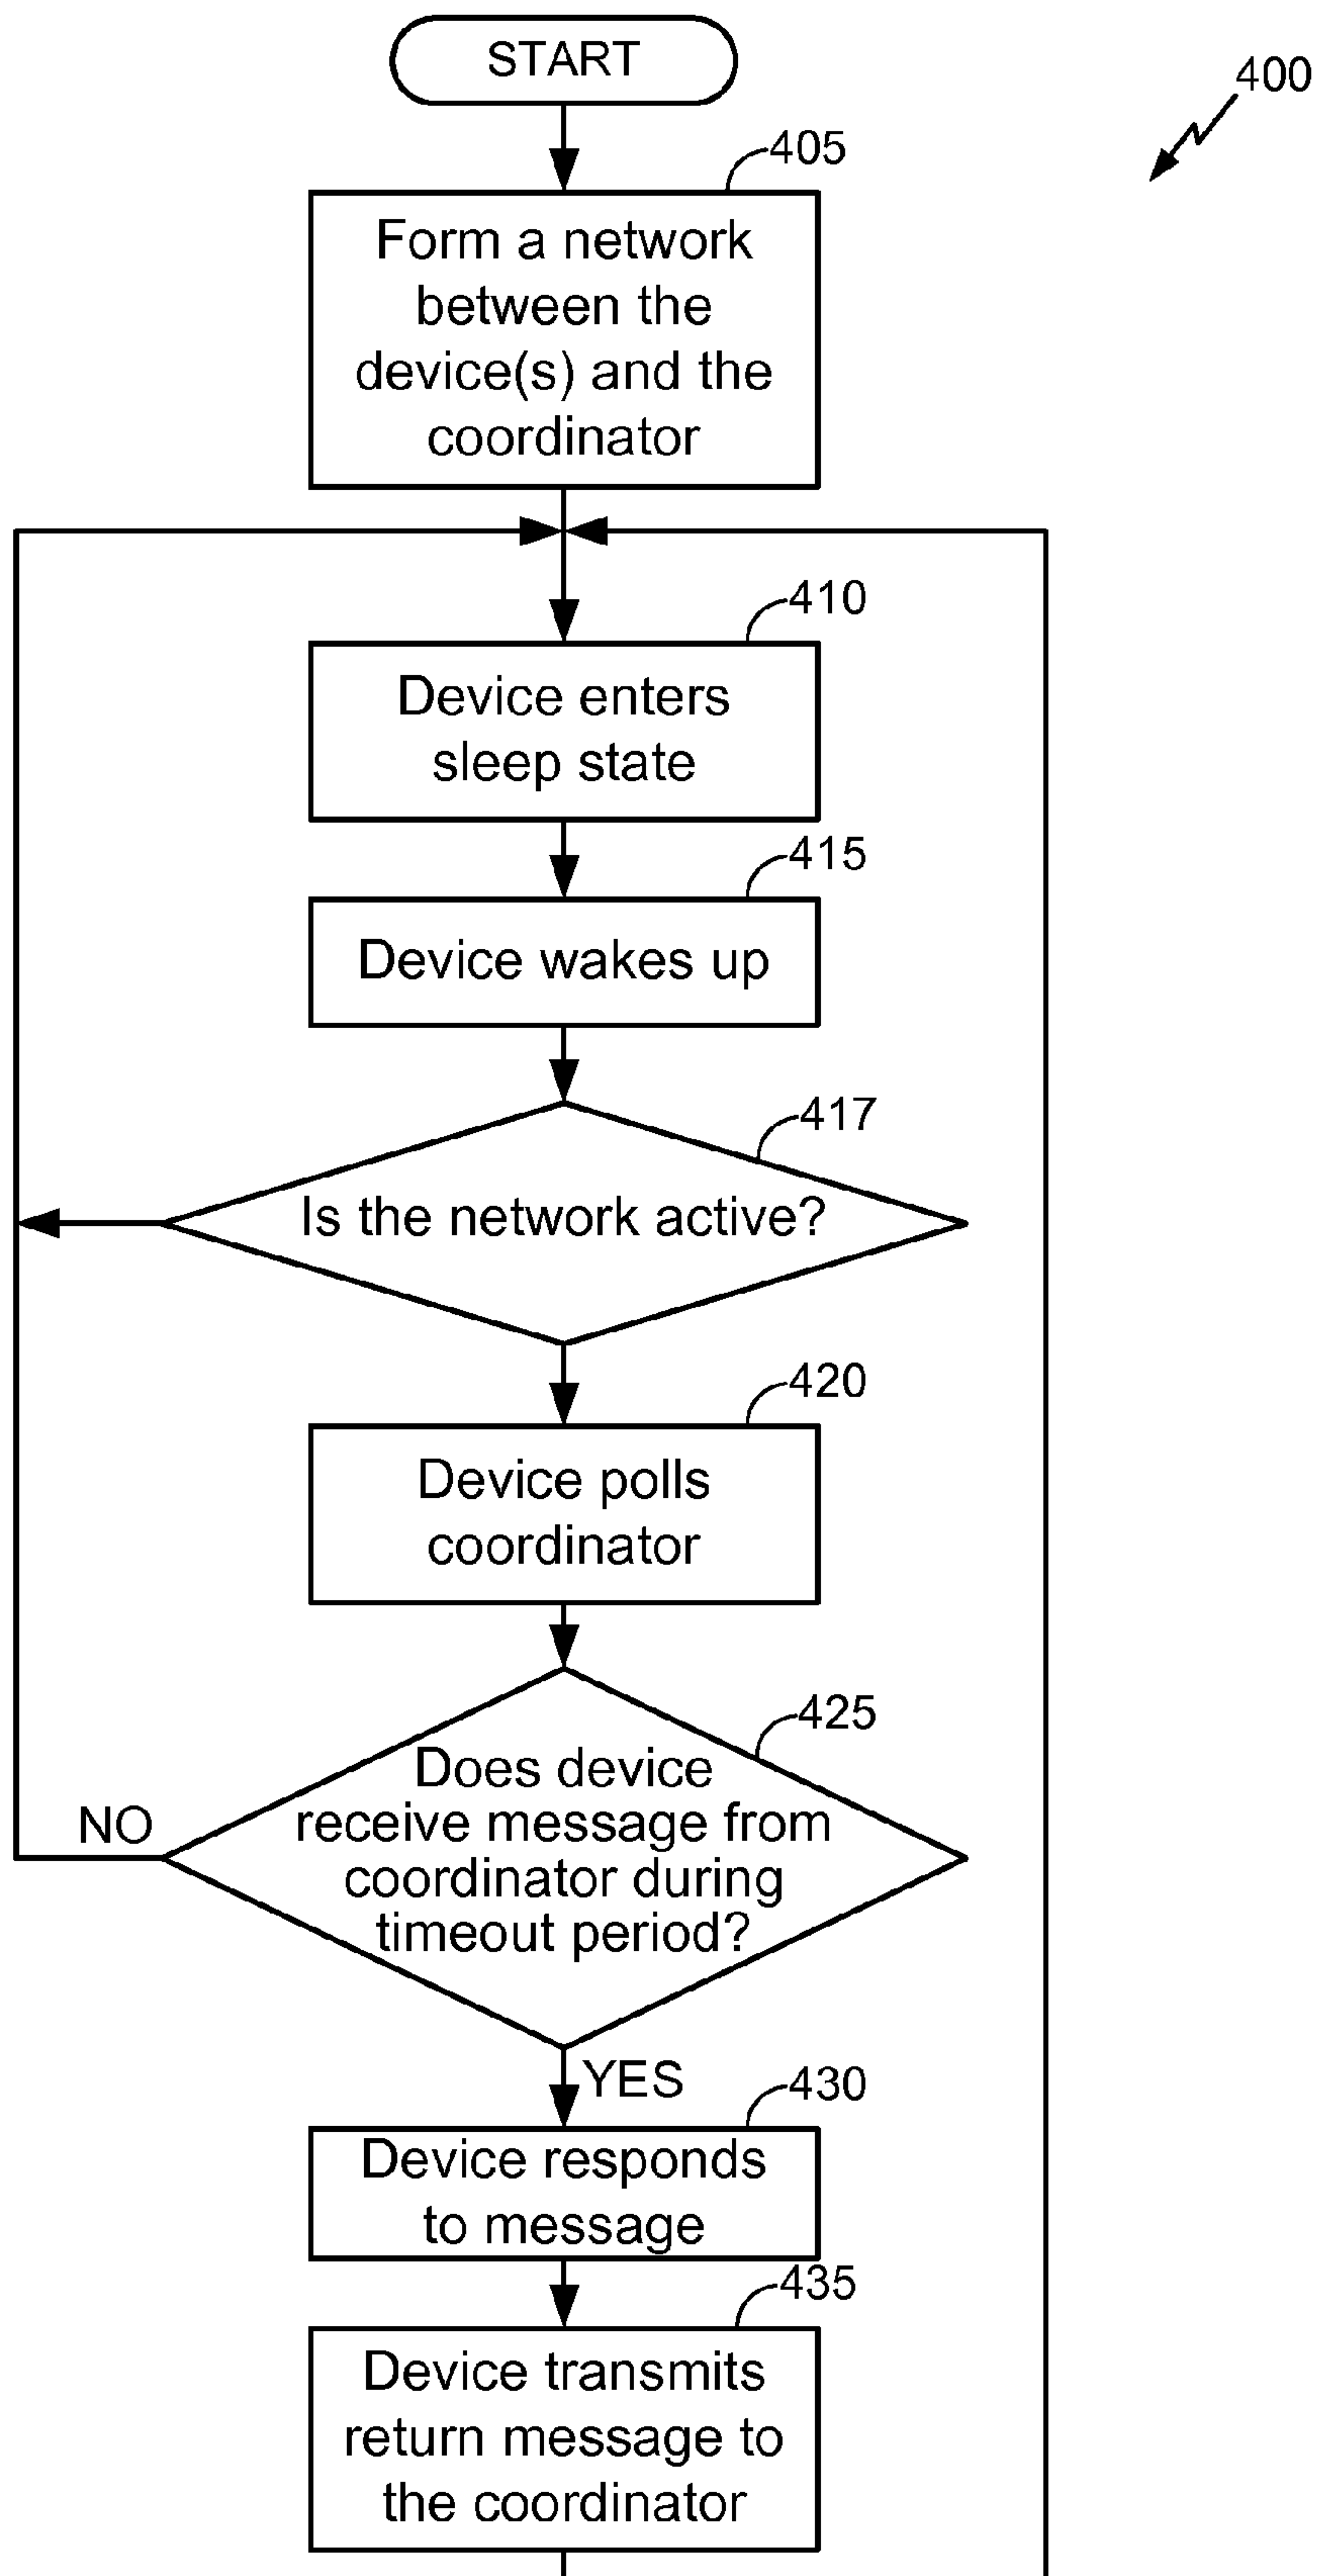 START
400
405
Form a network
between the
device(s) and the
coordinator
410
Device enters
sleep state
415
Device wakes up
417
Is the network active?
420
Device polls
coordinator
425
Does device
receive message from
coordinator during
timeout period?
NO
YES
430
Device responds
to message
435
Device transmits
return message to
the coordinator